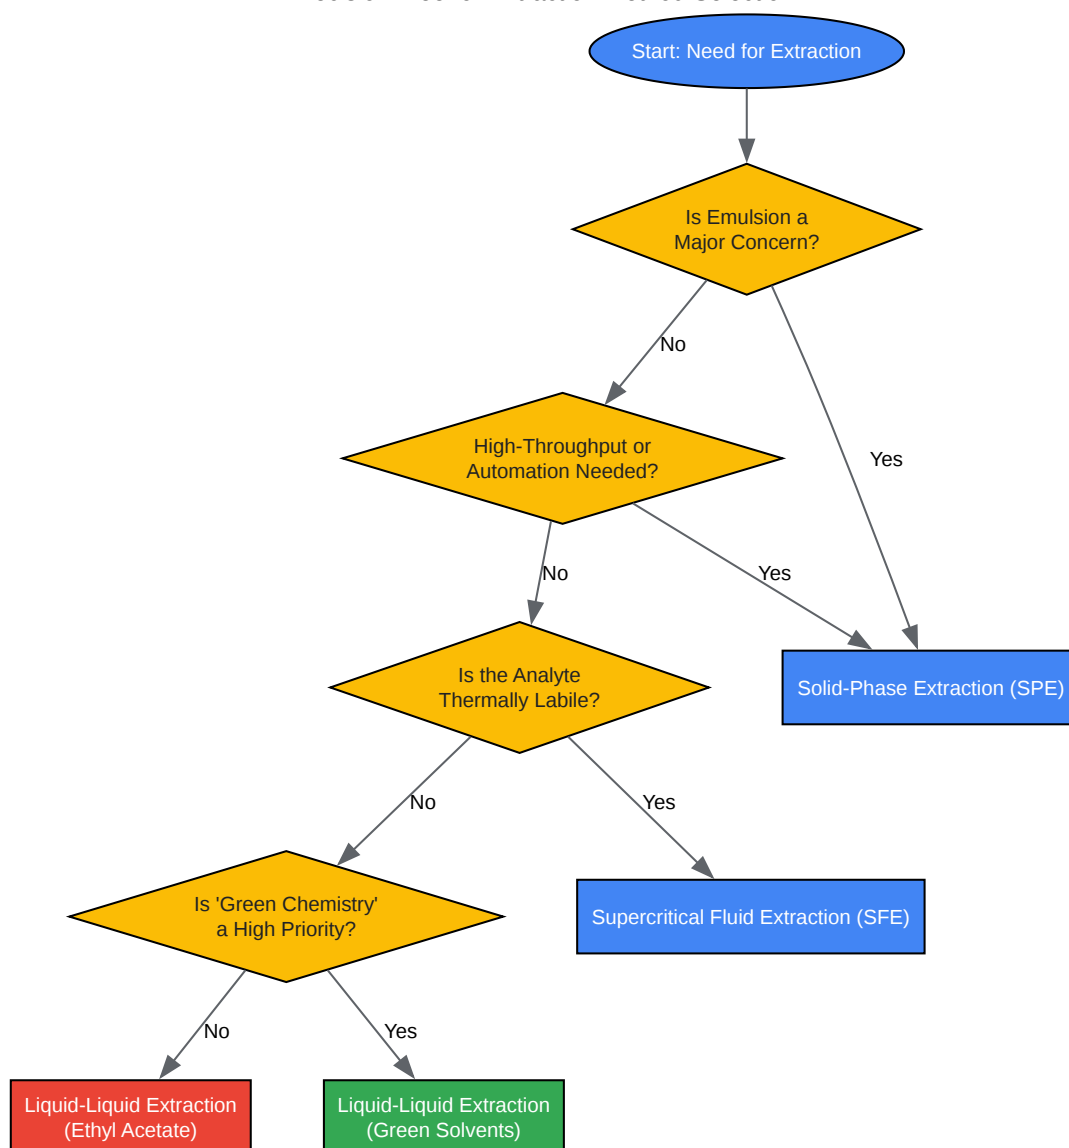 Start: Need for Extraction
Is Emulsion a
Major Concern?
No
Yes
High-Throughput or
Automation Needed?
No
Yes
Is the Analyte
Thermally Labile?
Solid-Phase Extraction (SPE)
No
Yes
Is 'Green Chemistry'
a High Priority?
Supercritical Fluid Extraction (SFE)
No
Yes
Liquid-Liquid Extraction
(Ethyl Acetate)
Liquid-Liquid Extraction
(Green Solvents)